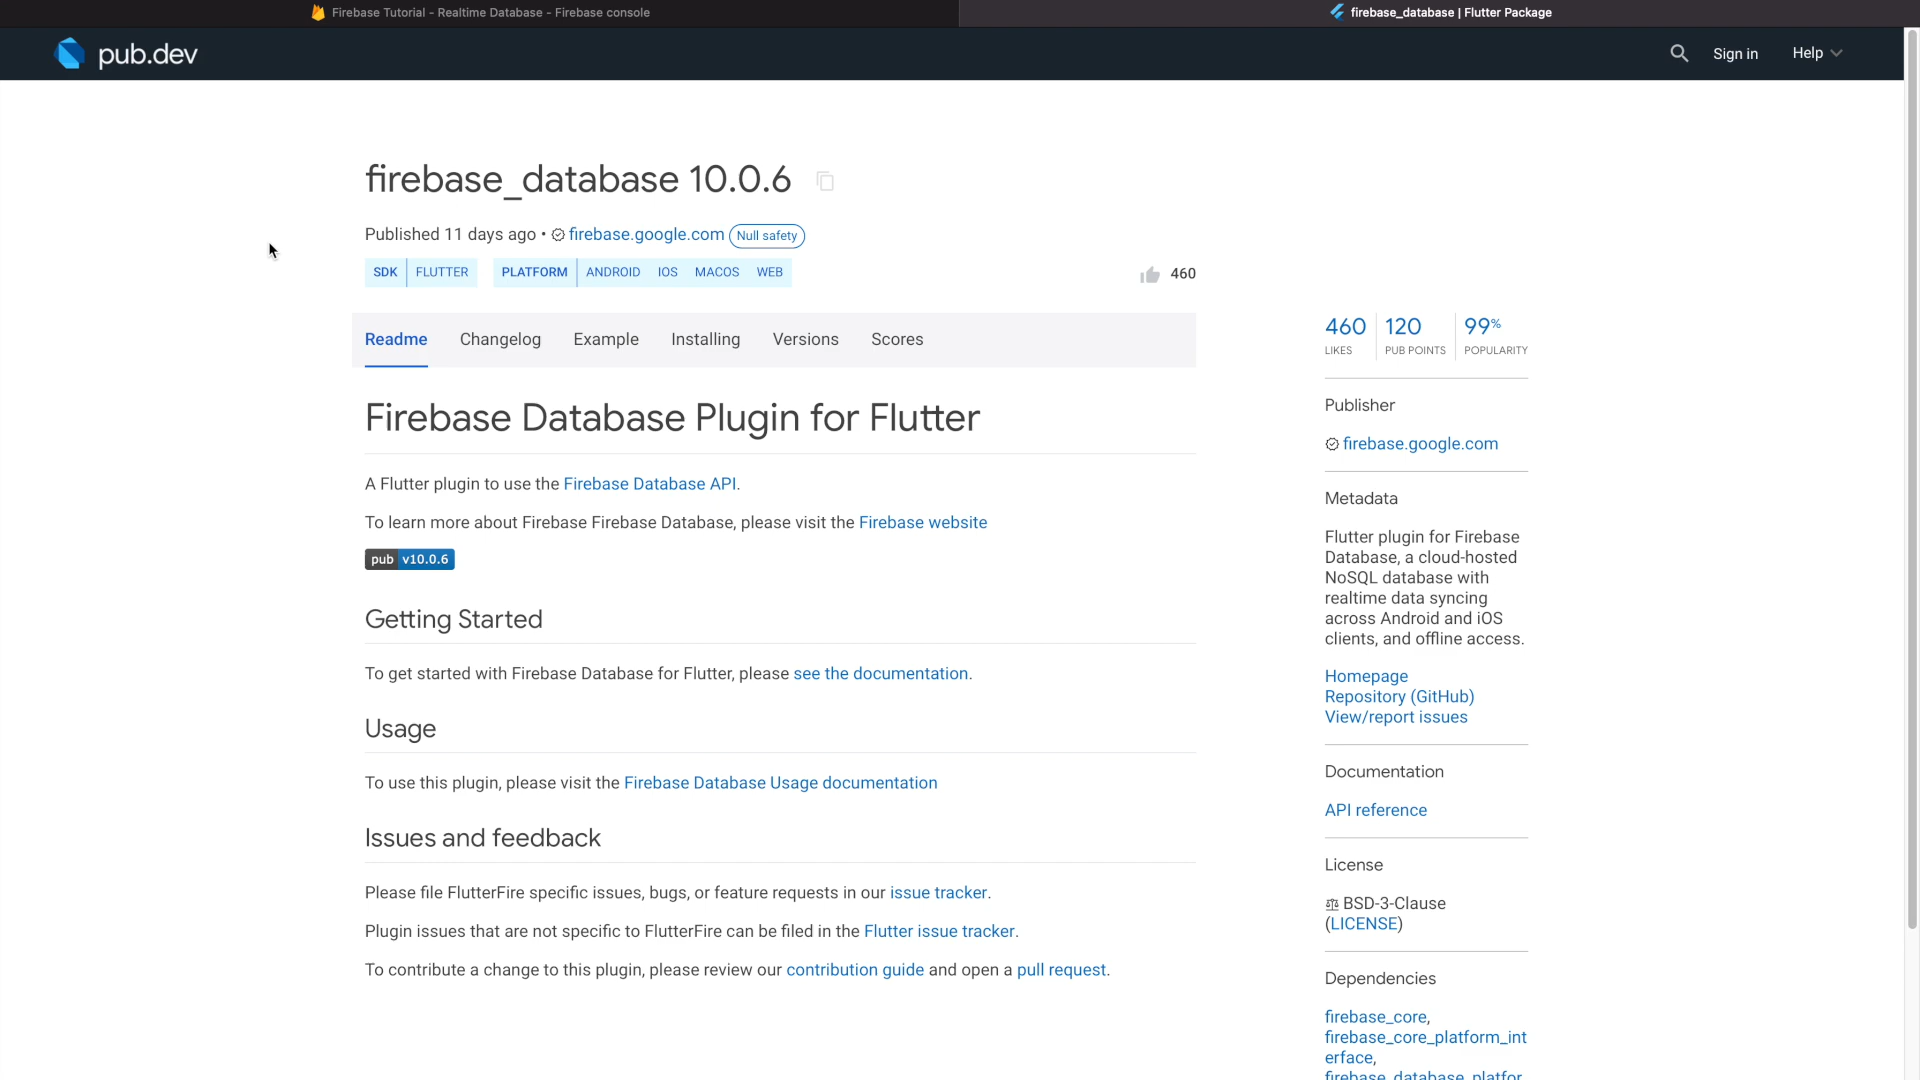 Firebase Tutorial - Realtime Database - Firebase console
firebase_database | Flutter Package
pub.dev
Sign in
Help
firebase_database 10.0.6
Published 11 days ago • firebase.google.com Null safety
SDK FLUTTER PLATFORM ANDROID IOS MACOS WEB
460
Readme Changelog Example Installing Versions Scores
Firebase Database Plugin for Flutter
A Flutter plugin to use the Firebase Database API.
To learn more about Firebase Firebase Database, please visit the Firebase website
pub v10.0.6
Getting Started
To get started with Firebase Database for Flutter, please see the documentation.
Usage
To use this plugin, please visit the Firebase Database Usage documentation
Issues and feedback
Please file FlutterFire specific issues, bugs, or feature requests in our issue tracker.
Plugin issues that are not specific to FlutterFire can be filed in the Flutter issue tracker.
To contribute a change to this plugin, please review our contribution guide and open a pull request.
460 120 99%
LIKES PUB POINTS POPULARITY
Publisher
firebase.google.com
Metadata
Flutter plugin for Firebase
Database, a cloud-hosted
NoSQL database with
realtime data syncing
across Android and iOS
clients, and offline access.
Homepage
Repository (GitHub)
View/report issues
Documentation
API reference
License
BSD-3-Clause
(LICENSE)
Dependencies
firebase_core,
firebase_core_platform_int
erface,
firebase_database_platfor